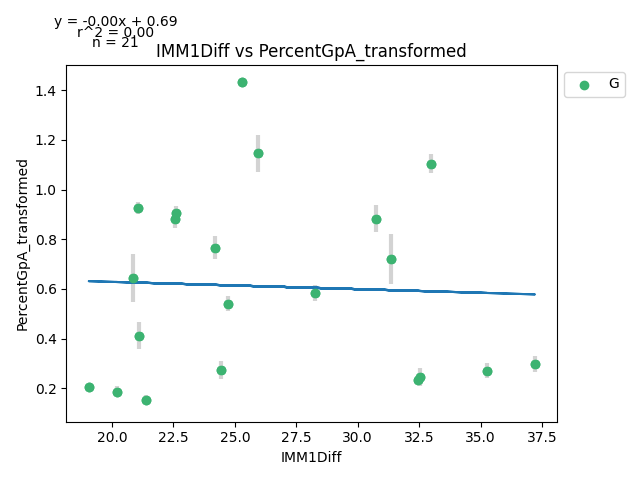 y = -0.00x + 0.69
r^2 = 0.00
n = 21
IMM1Diff vs PercentGpA_transformed
G
PercentGpA_transformed
1.4
1.2
1.0
0.8
0.6
0.4
0.2
20.0 22.5 25.0 27.5 30.0 32.5 35.0 37.5
IMM1Diff